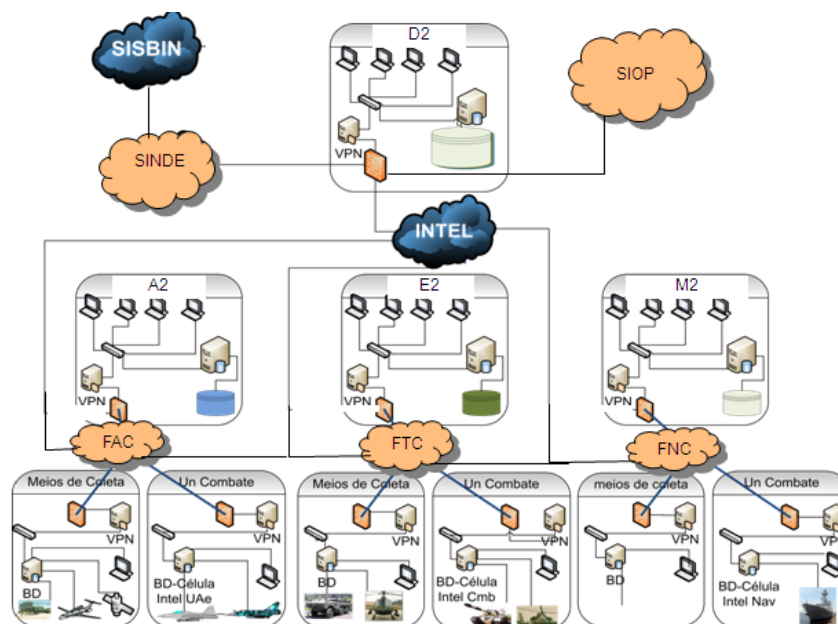 SISBIN
D2
SIOP
VPN
SINDE
INTEL
A2
E2
M2
VPN
VPN
VPN
FAC
FTC
FNC
Meios de Coleta
Un Combate
Meios de Coleta
Un Combate
meios de coleta
Un Combate
VPN
VPN
VPN
VPN
VPN
VPN
BD
BD-Célula
Intel UAe
BD
BD-Célula
Intel Cmb
BD
BD-Célula
Intel Nav